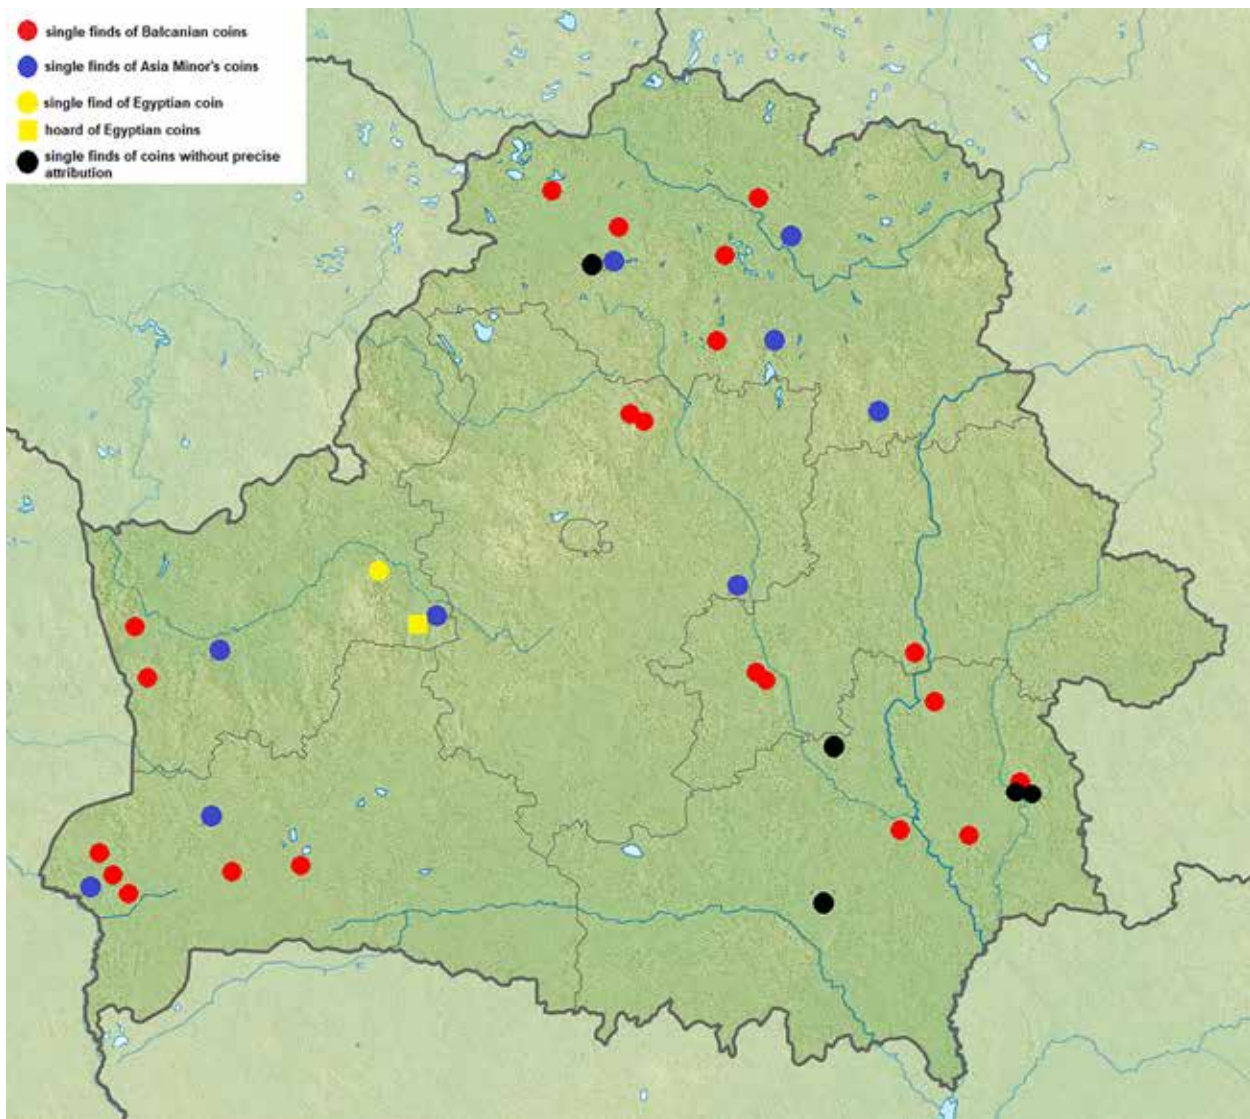 single finds of Balcanian coins
single finds of Asia Minor's coins
single find of Egyptian coin
hoard of Egyptian coins
single finds of coins without precise
attribution